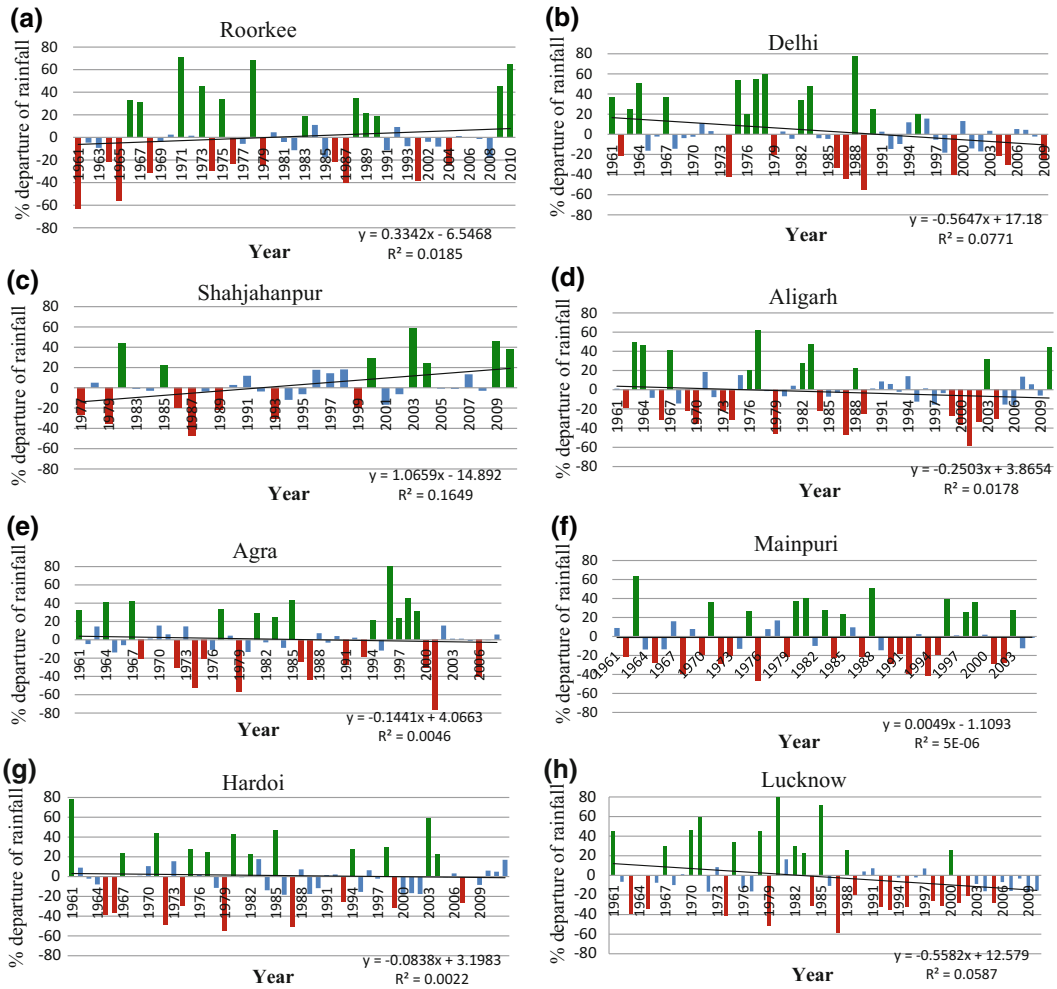 (a)
Roorkee
% departure of rainfall
80
60
40
20
0
-20
-40
-60
-80
1961 1963 1965 1967 1969 1971 1973 1975 1977 1979 1981 1983 1985 1987 1989 1991 1993 2002 2004 2006 2008 2010
Year
y = 0.3342x - 6.5468
R² = 0.0185
(b)
Delhi
% departure of rainfall
80
60
40
20
0
-20
-40
-60
-80
1961 1964 1967 1970 1973 1976 1979 1982 1985 1988 1991 1994 1997 2000 2003 2006 2009
Year
y = -0.5647x + 17.18
R² = 0.0771
(c)
Shahjahanpur
% departure of rainfall
80
60
40
20
0
-20
-40
-60
-80
1977 1979 1983 1985 1987 1989 1991 1993 1995 1997 1999 2001 2003 2005 2007 2009
Year
y = 1.0659x - 14.892
R² = 0.1649
(d)
Aligarh
% departure of rainfall
80
60
40
20
0
-20
-40
-60
-80
1961 1964 1967 1970 1973 1976 1979 1982 1985 1988 1991 1994 1997 2000 2003 2006
Year
y = -0.2503x + 3.8654
R² = 0.0178
(e)
Agra
% departure of rainfall
80
60
40
20
0
-20
-40
-60
-80
1961 1964 1967 1970 1973 1976 1979 1982 1985 1988 1991 1994 1997 2000 2003 2006
Year
y = -0.1441x + 4.0663
R² = 0.0046
(f)
Mainpuri
% departure of rainfall
80
60
40
20
0
-20
-40
-60
-80
1961 1964 1967 1970 1973 1976 1979 1982 1985 1988 1991 1994 1997 2000 2003
Year
y = 0.0049x - 1.1093
R² = 5E-06
(g)
Hardoi
% departure of rainfall
80
60
40
20
0
-20
-40
-60
-80
1961 1964 1967 1970 1973 1976 1979 1982 1985 1988 1991 1994 1997 2000 2003 2006 2009
Year
y = -0.0838x + 3.1983
R² = 0.0022
(h)
Lucknow
% departure of rainfall
80
60
40
20
0
-20
-40
-60
-80
1961 1964 1967 1970 1973 1976 1979 1982 1985 1988 1991 1994 1997 2000 2003 2006 2009
Year
y = -0.5582x + 12.579
R² = 0.0587